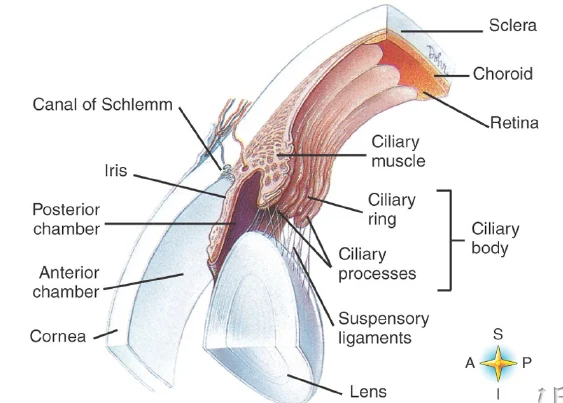 Sclera
Choroid
Retina
Canal of Schlemm
Ciliary
muscle
Iris
Ciliary
ring
Posterior
chamber
Ciliary
body
Ciliary
processes
Anterior
chamber
Suspensory
ligaments
Cornea
Lens
S
A
P
I